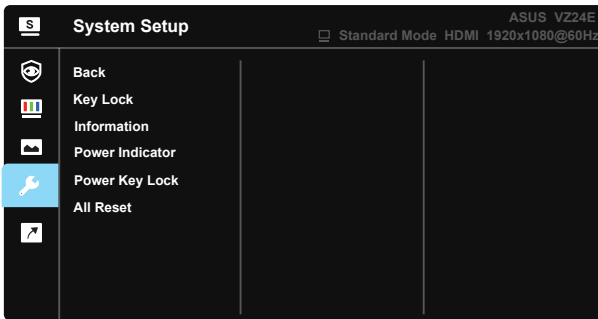 S
System Setup
ASUS VZ24E
Standard Mode HDMI 1920x1080@60Hz
Back
Key Lock
Information
Power Indicator
Power Key Lock
All Reset